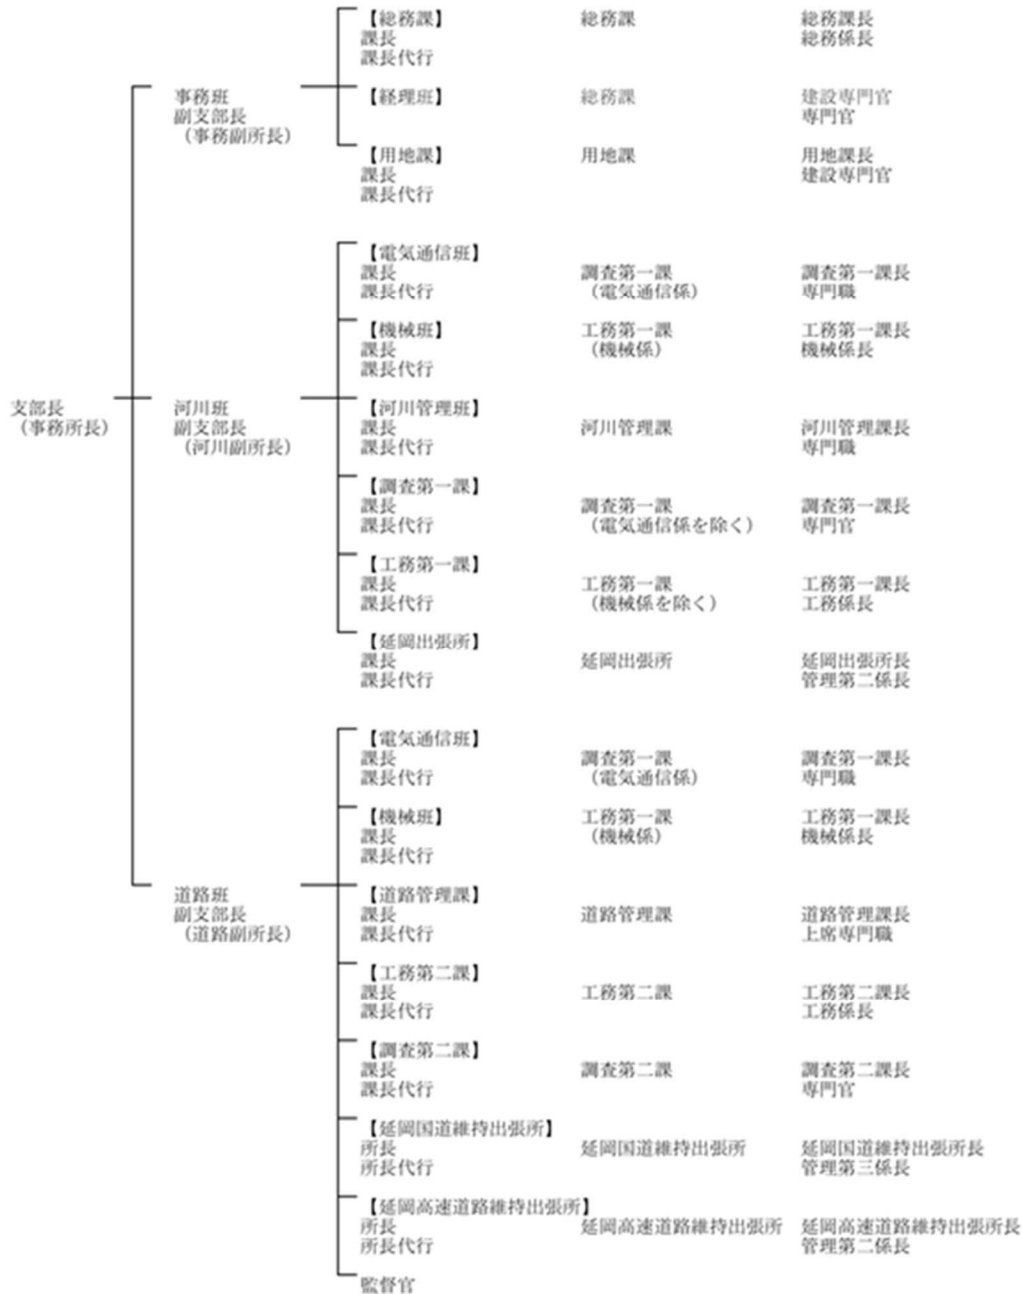 支部長
（事務所長）
事務班
副支部長
（事務副所長）
【総務課】 総務課 総務課長
課長 総務係長
課長代行
【経理班】 総務課 建設専門官
専門官
【用地課】 用地課 用地課長
課長 建設専門官
課長代行
河川班
副支部長
（河川副所長）
【電気通信班】
課長 調査第一課 調査第一課長
課長代行 （電気通信係） 専門職
【機械班】 工務第一課 工務第一課長
課長 （機械係） 機械係長
課長代行
【河川管理班】
課長 河川管理課 河川管理課長
課長代行 専門職
【調査第一課】
課長 調査第一課 調査第一課長
課長代行 （電気通信係を除く） 専門官
【工務第一課】
課長 工務第一課 工務第一課長
課長代行 （機械係を除く） 工務係長
【延岡出張所】
課長 延岡出張所 延岡出張所長
課長代行 管理第二係長
道路班
副支部長
（道路副所長）
【電気通信班】
課長 調査第一課 調査第一課長
課長代行 （電気通信係） 専門職
【機械班】 工務第一課 工務第一課長
課長 （機械係） 機械係長
課長代行
【道路管理課】
課長 道路管理課 道路管理課長
課長代行 上席専門職
【工務第二課】
課長 工務第二課 工務第二課長
課長代行 工務係長
【調査第二課】
課長 調査第二課 調査第二課長
課長代行 専門官
【延岡国道維持出張所】
所長 延岡国道維持出張所 延岡国道維持出張所長
所長代行 管理第三係長
【延岡高速道路維持出張所】
所長 延岡高速道路維持出張所 延岡高速道路維持出張所長
所長代行 管理第二係長
監督官